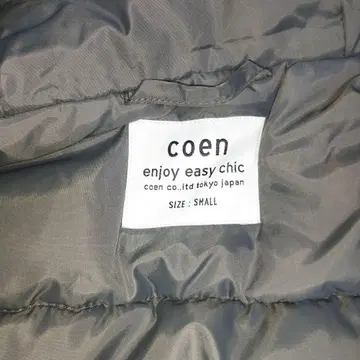 coen
enjoy easy chic
coen co.,ltd tokyo japan
SIZE : SMALL